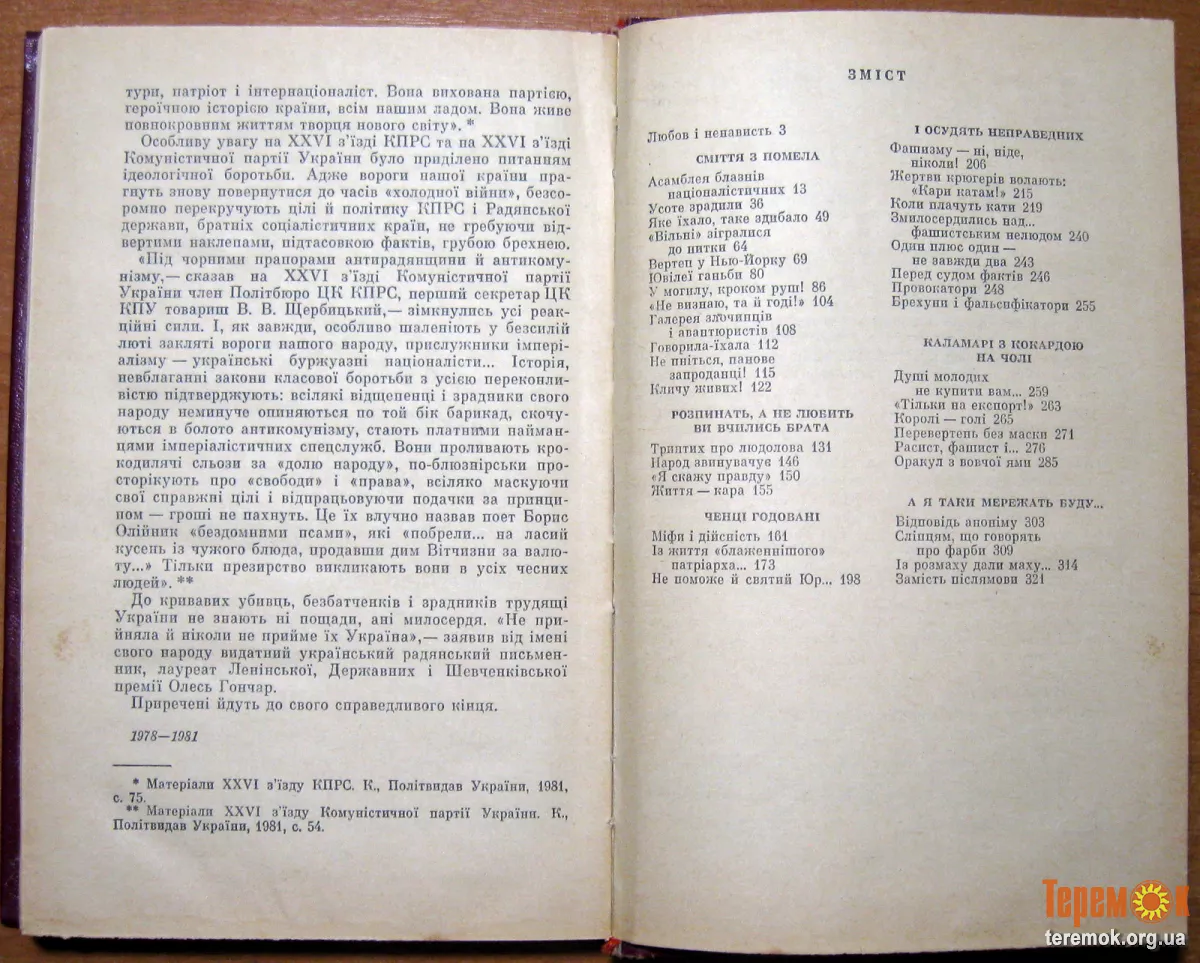 тури, патріот і інтернаціоналіст. Вона вихована партією,
героїчною історією країни, всім нашим ладом. Вона живе
повнокровним життям творця нового світу». *
Особливу увагу на XXVI з'їзді КПРС та на XXVI з'їзді
Комуністичної партії України було приділено питанням
ідеологічної боротьби. Адже вороги нашої країни пра-
гнуть знову повернутися до часів «холодної війни», безсо-
ромно перекручують цілі й політику КПРС і Радянської
держави, братніх соціалістичних країн, не гребуючи від-
вертими наклепами, підтасовкою фактів, грубою брехнею.
«Під чорними прапорами антирадянщини й антикому-
нізму,— сказав на XXVI з'їзді Комуністичної партії
України член Політбюро ЦК КПРС, перший секретар ЦК
КПУ товариш В. В. Щербицький,— зімкнулись усі реак-
ційні сили. І, як завжди, особливо шаленіють у безсилій
люті закляті вороги нашого народу, прислужники імпері-
алізму — українські буржуазні націоналісти... Історія,
невблаганні закони класової боротьби з усією переконли-
вістю підтверджують: всілякі відщепенці і зрадники свого
народу неминуче опиняються по той бік барикад, скочу-
ються в болото антикомунізму, стають платними найман-
цями імперіалістичних спецслужб. Вони проливають кро-
кодилячі сльози за «долю народу», по-блюзнірськи про-
сторікують про «свободи» і «права», всіляко маскуючи
свої справжні цілі і відпрацьовуючи подачки за принци-
пом — гроші не пахнуть. Це їх влучно назвав поет Борис
Олійник «бездомними псами», які «побрели... на ласий
кусень із чужого блюда, продавши дим Вітчизни за валю-
ту...» Тільки презирство викликають вони в усіх чесних
людей». **
До кривавих убивць, безбатченків і зрадників трудящі
України не знають ні пощади, ані милосердя. «Не при-
йняла й ніколи не прийме їх Україна»,— заявив від імені
свого народу видатний український радянський письмен-
ник, лауреат Ленінської, Державних і Шевченківської
премії Олесь Гончар.
Приречені йдуть до свого справедливого кінця.
1978—1981
* Матеріали XXVI з'їзду КПРС. К., Політвидав України, 1981,
с. 75.
** Матеріали XXVI з'їзду Комуністичної партії України. К.,
Політвидав України, 1981, с. 54.
ЗМІСТ
Любов і ненависть 3
СМІТТЯ З ПОМЕЛА
Асамблея блазнів
націоналістичних 13
Усоте зрадили 36
Яке їхало, таке здибало 49
«Вільні» зігралися
до нитки 64
Вертеп у Нью-Йорку 69
Ювілеї ганьби 80
У могилу, кроком руш! 86
«Не визнаю, та й годі!» 104
Галерея злочинців
і авантюристів 108
Говорила-їхала 112
Не пніться, панове
запроданці! 115
Кличу живих! 122
РОЗПИНАТЬ, А НЕ ЛЮБИТЬ
ВИ ВЧИЛИСЬ БРАТА
Триптих про людолова 131
Народ звинувачує 146
«Я скажу правду» 150
Життя — кара 155
ЧЕНЦІ ГОДОВАНІ
Міфи і дійсність 161
Із життя «блаженнішого»
патріарха... 173
Не поможе й святий Юр... 198
І ОСУДЯТЬ НЕПРАВЕДНИХ
Фашизму — ні, ніде,
ніколи! 206
Жертви крюгерів волають:
«Кари катам!» 215
Коли плачуть кати 219
Змилосердились над...
фашистським нелюдом 240
Один плюс один —
не завжди два 243
Перед судом фактів 246
Провокатори 248
Брехуни і фальсифікатори 255
КАЛАМАРІ З КОКАРДОЮ
НА ЧОЛІ
Душі молодих
не купити вам... 259
«Тільки на експорт!» 263
Королі — голі 265
Перевертень без маски 271
Расист, фашист і... 276
Оракул з вовчої ями 285
А Я ТАКИ МЕРЕЖАТЬ БУДУ...
Відповідь аноніму 303
Сліпцям, що говорять
про фарби 309
Із розмаху дали маху... 314
Замість післямови 321
Теремок
teremok.org.ua